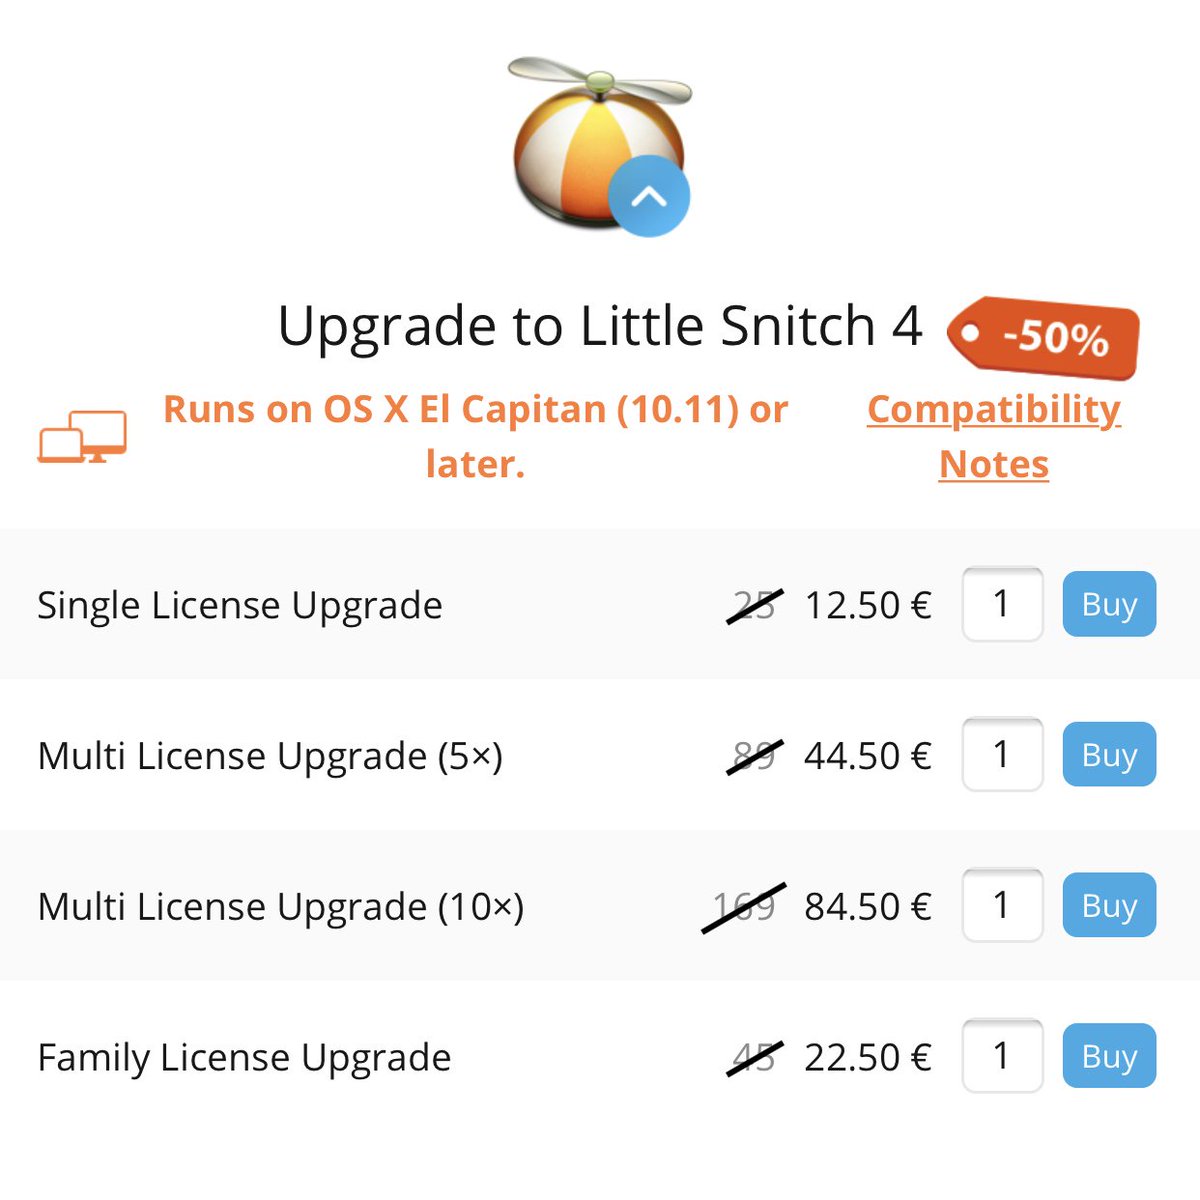 Upgrade to Little Snitch 4
-50%
Runs on OS X El Capitan (10.11) or
later.
Compatibility
Notes
Single License Upgrade 25 12.50 € 1 Buy
Multi License Upgrade (5×) 89 44.50 € 1 Buy
Multi License Upgrade (10×) 169 84.50 € 1 Buy
Family License Upgrade 45 22.50 € 1 Buy